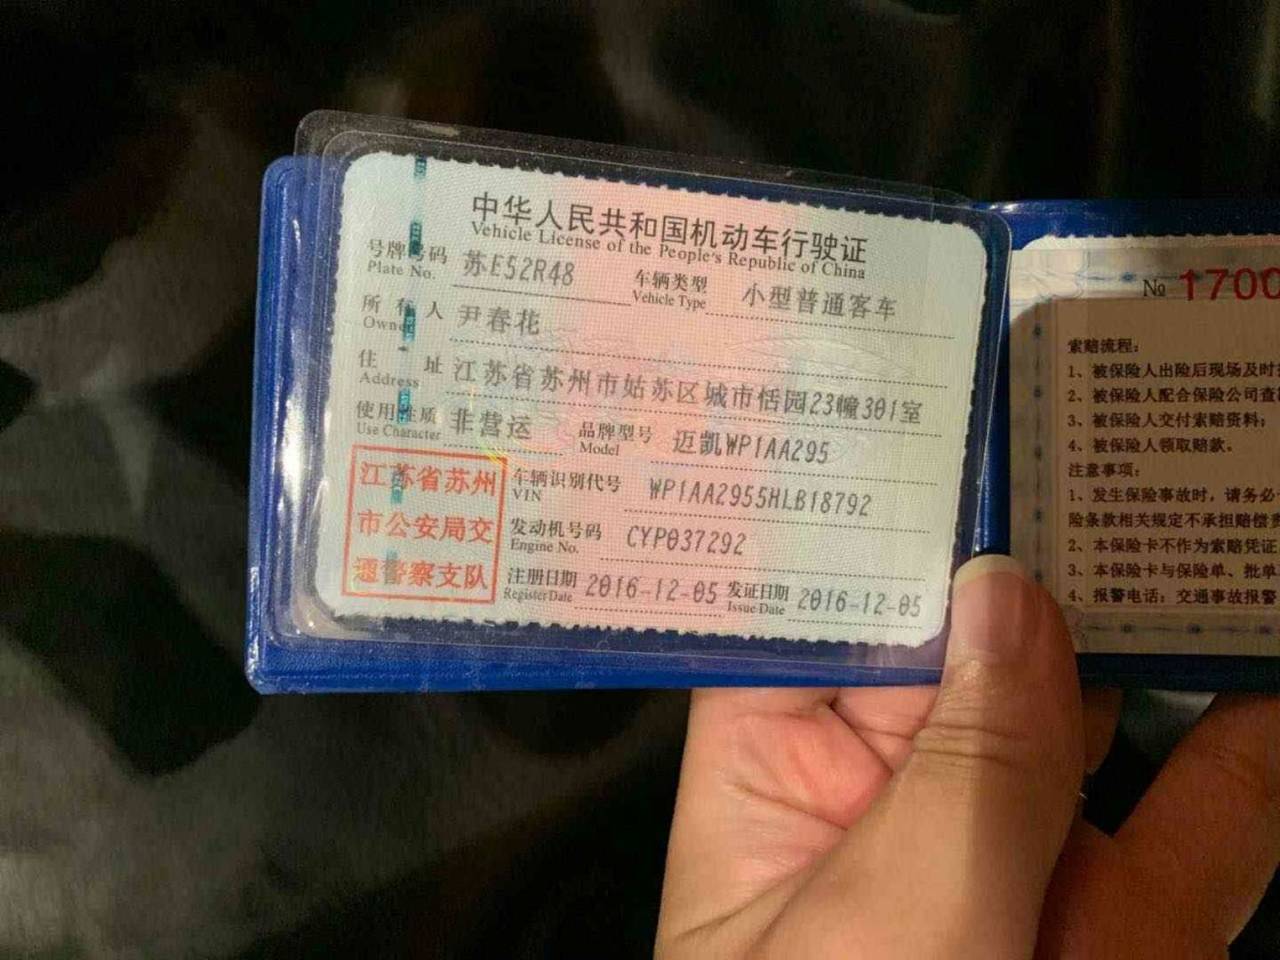 中华人民共和国机动车行驶证
Vehicle License of the People's Republic of China
号牌号码 苏E52R48 车辆类型 小型普通客车
Plate No. Vehicle Type
所有人 尹春花
Owner
住址 江苏省苏州市姑苏区城市恬园23幢301室
Address
使用性质 非营运 品牌型号 迈凯WP1AA295
Use Character Model
江苏省苏州
市公安局交
通警察支队
车辆识别代号 WP1AA2955HLB18792
VIN
发动机号码 CYP037292
Engine No.
注册日期 2016-12-05 发证日期 2016-12-05
Register Date Issue Date
№ 1700
索赔流程:
1、被保险人出险后现场及时
2、被保险人配合保险公司查
3、被保险人交付索赔资料;
4、被保险人领取赔款。
注意事项:
1、发生保险事故时,请务必
险条款相关规定不承担赔偿
2、本保险卡不作为索赔凭证
3、本保险卡与保险单、批单
4、报警电话:交通事故报警